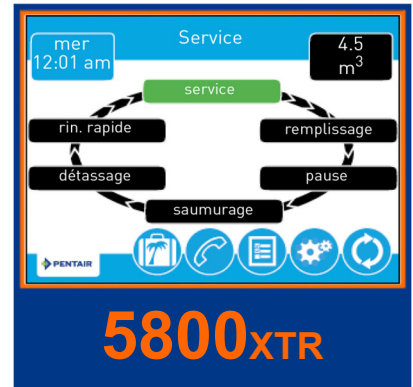 mer
12:01 am
Service
4.5
m³
service
rin. rapide
remplissage
détassage
pause
saumurage
PENTAIR
5800XTR